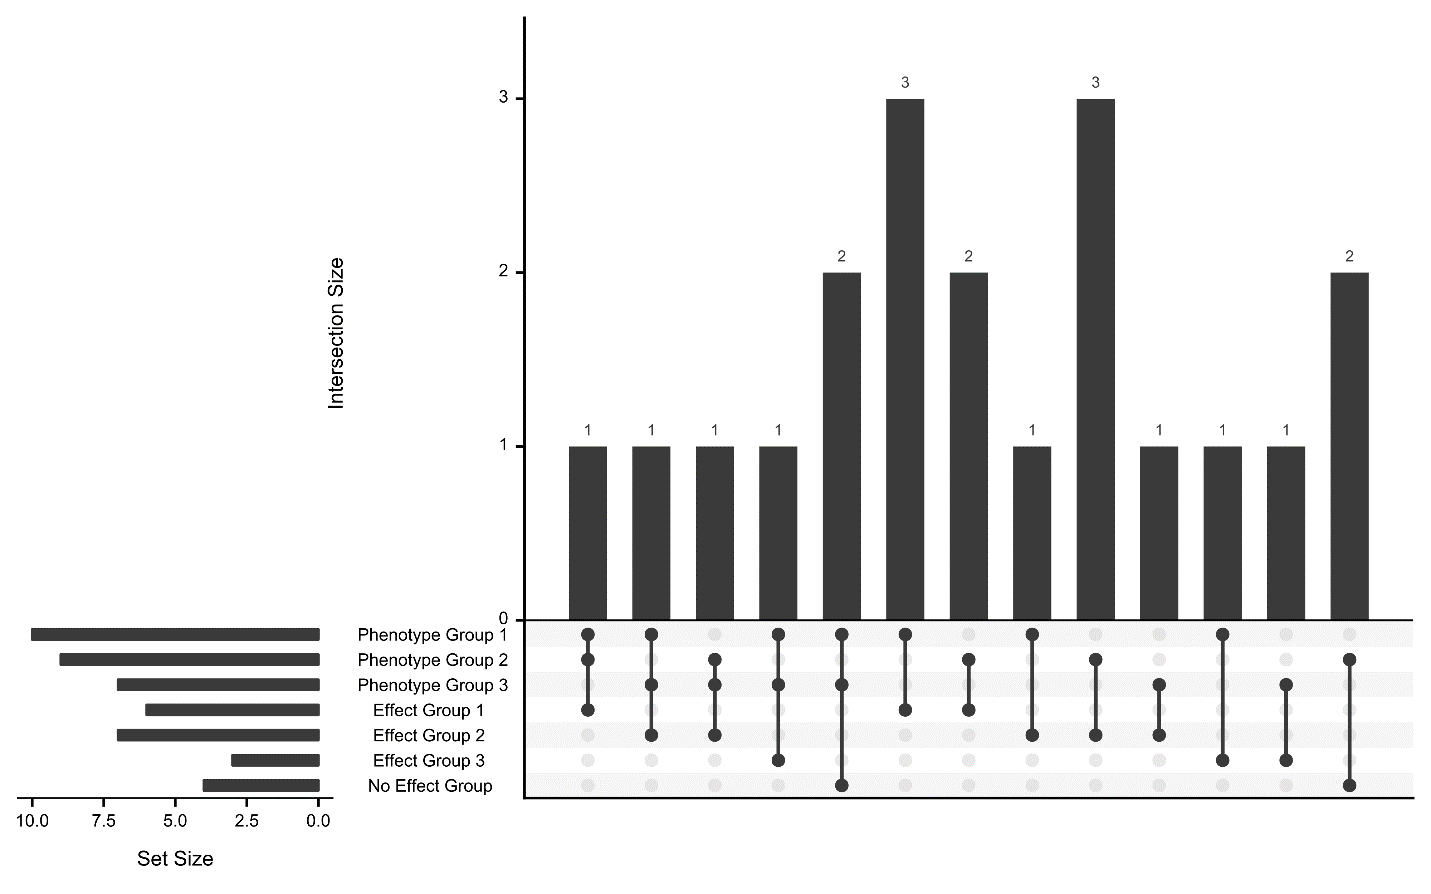 3 3
3
2 2 2
2
Intersection Size
1 1 1 1 1 1 1 1
1
0
Phenotype Group 1
Phenotype Group 2
Phenotype Group 3
Effect Group 1
Effect Group 2
Effect Group 3
No Effect Group
10.0 7.5 5.0 2.5 0.0
Set Size